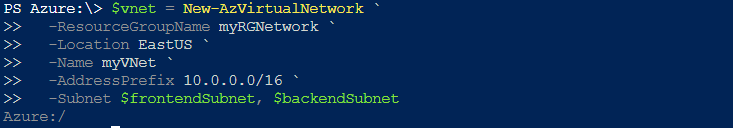 PS Azure:\> $vnet = New-AzVirtualNetwork `
>>   -ResourceGroupName myRGNetwork `
>>   -Location EastUS `
>>   -Name myVNet `
>>   -AddressPrefix 10.0.0.0/16 `
>>   -Subnet $frontendSubnet, $backendSubnet
Azure:/